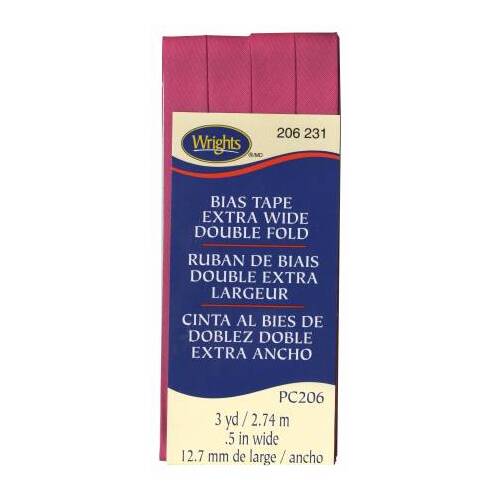 Wrights
®/MD
206 231
BIAS TAPE
EXTRA WIDE
DOUBLE FOLD
RUBAN DE BIAIS
DOUBLE EXTRA
LARGEUR
CINTA AL BIES DE
DOBLEZ DOBLE
EXTRA ANCHO
PC206
3 yd / 2.74 m
.5 in wide
12.7 mm de large / ancho